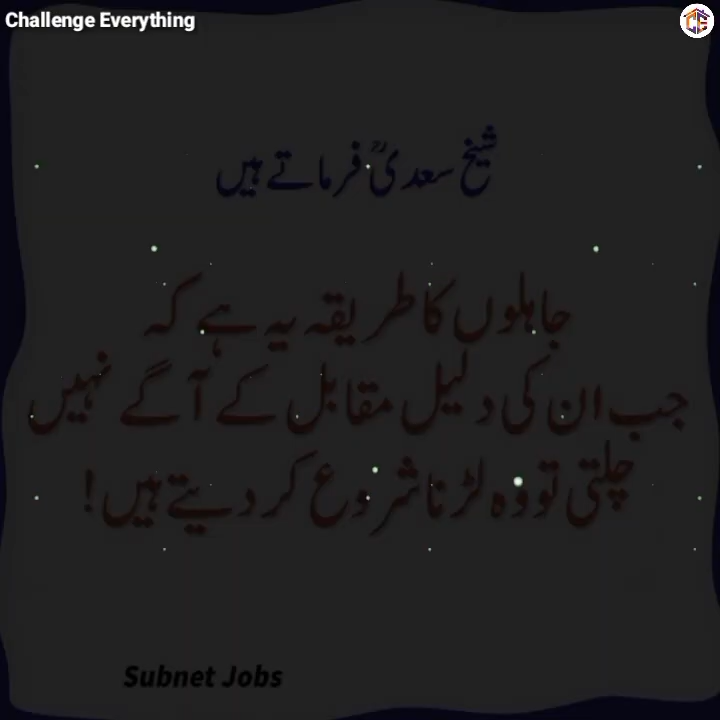 Challenge Everything
شیخ سعدیؒ فرماتے ہیں
جاہلوں کا طریقہ یہ ہے کہ
جب ان کی دلیل مقابل کے آگے نہیں
چلتی تو وہ لڑنا شروع کر دیتے ہیں!
Subnet Jobs